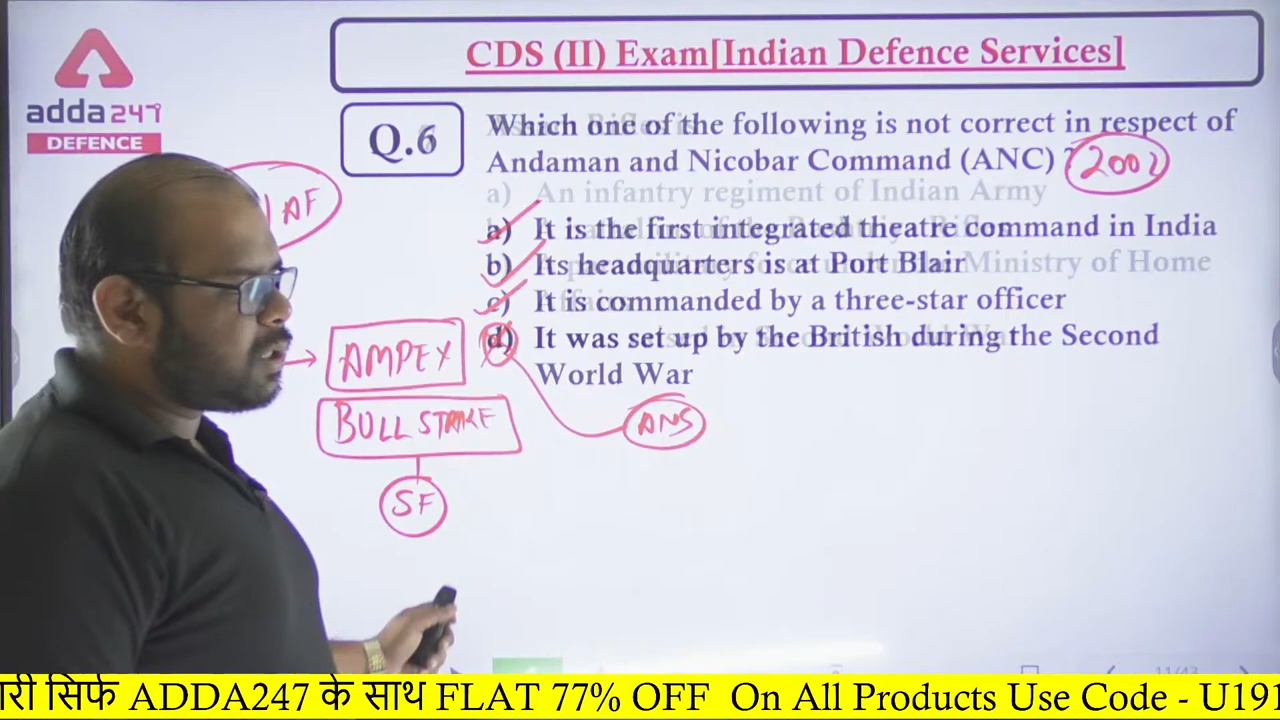 CDS (II) Exam[Indian Defence Services]
adda247
DEFENCE
Q.6
Which one of the following is not correct in respect of
Andaman and Nicobar Command (ANC) ?
a) An infantry regiment of Indian Army
a) It is the first integrated theatre command in India
b) Its headquarters is at Port Blair
Ministry of Home
c) It is commanded by a three-star officer
d) It was set up by the British during the Second
World War
AMPEX
BULL STRIKE
SF
ANS
11/43
सिर्फ ADDA247 के साथ FLAT 77% OFF On All Products Use Code - U191